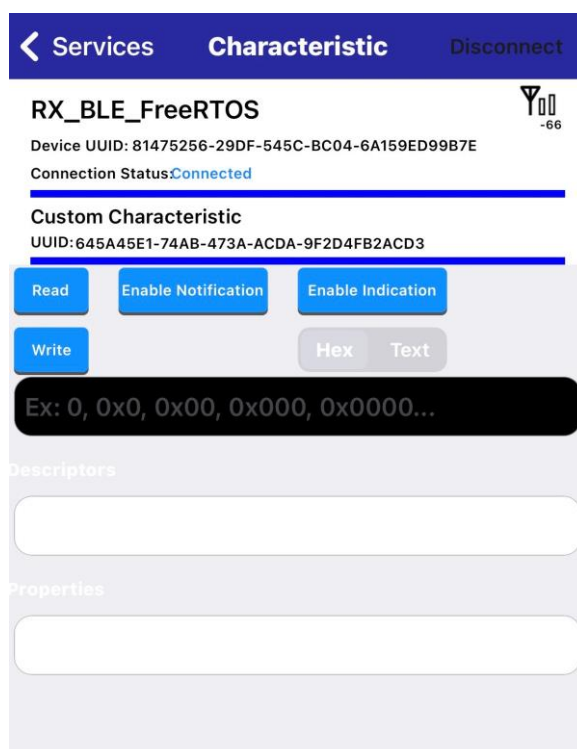 Services Characteristic Disconnect
RX_BLE_FreeRTOS
-66
Device UUID: 81475256-29DF-545C-BC04-6A159ED99B7E
Connection Status:Connected
Custom Characteristic
UUID:645A45E1-74AB-473A-ACDA-9F2D4FB2ACD3
Read Enable Notification Enable Indication
Write Hex Text
Ex: 0, 0x0, 0x00, 0x000, 0x0000...
Descriptors
Properties